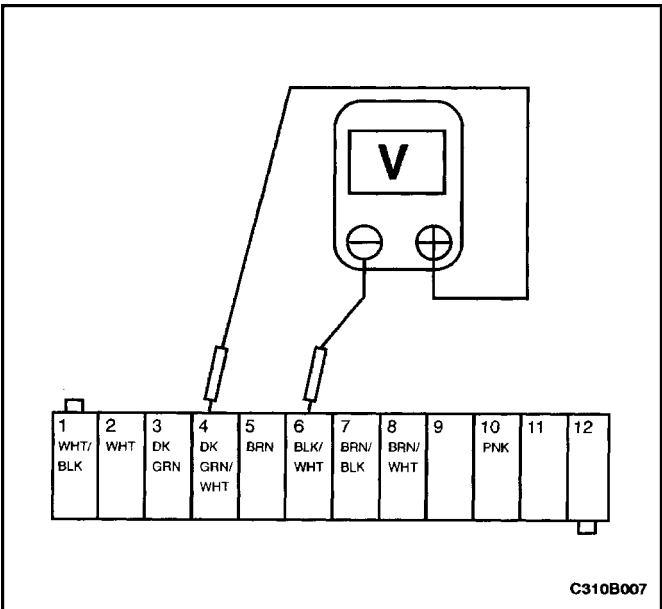 V
− +
1 2 3 4 5 6 7 8 9 10 11 12
WHT/ WHT DK DK BRN BLK/ BRN/ BRN/ PNK
BLK GRN GRN/ WHT BLK WHT
WHT
C310B007